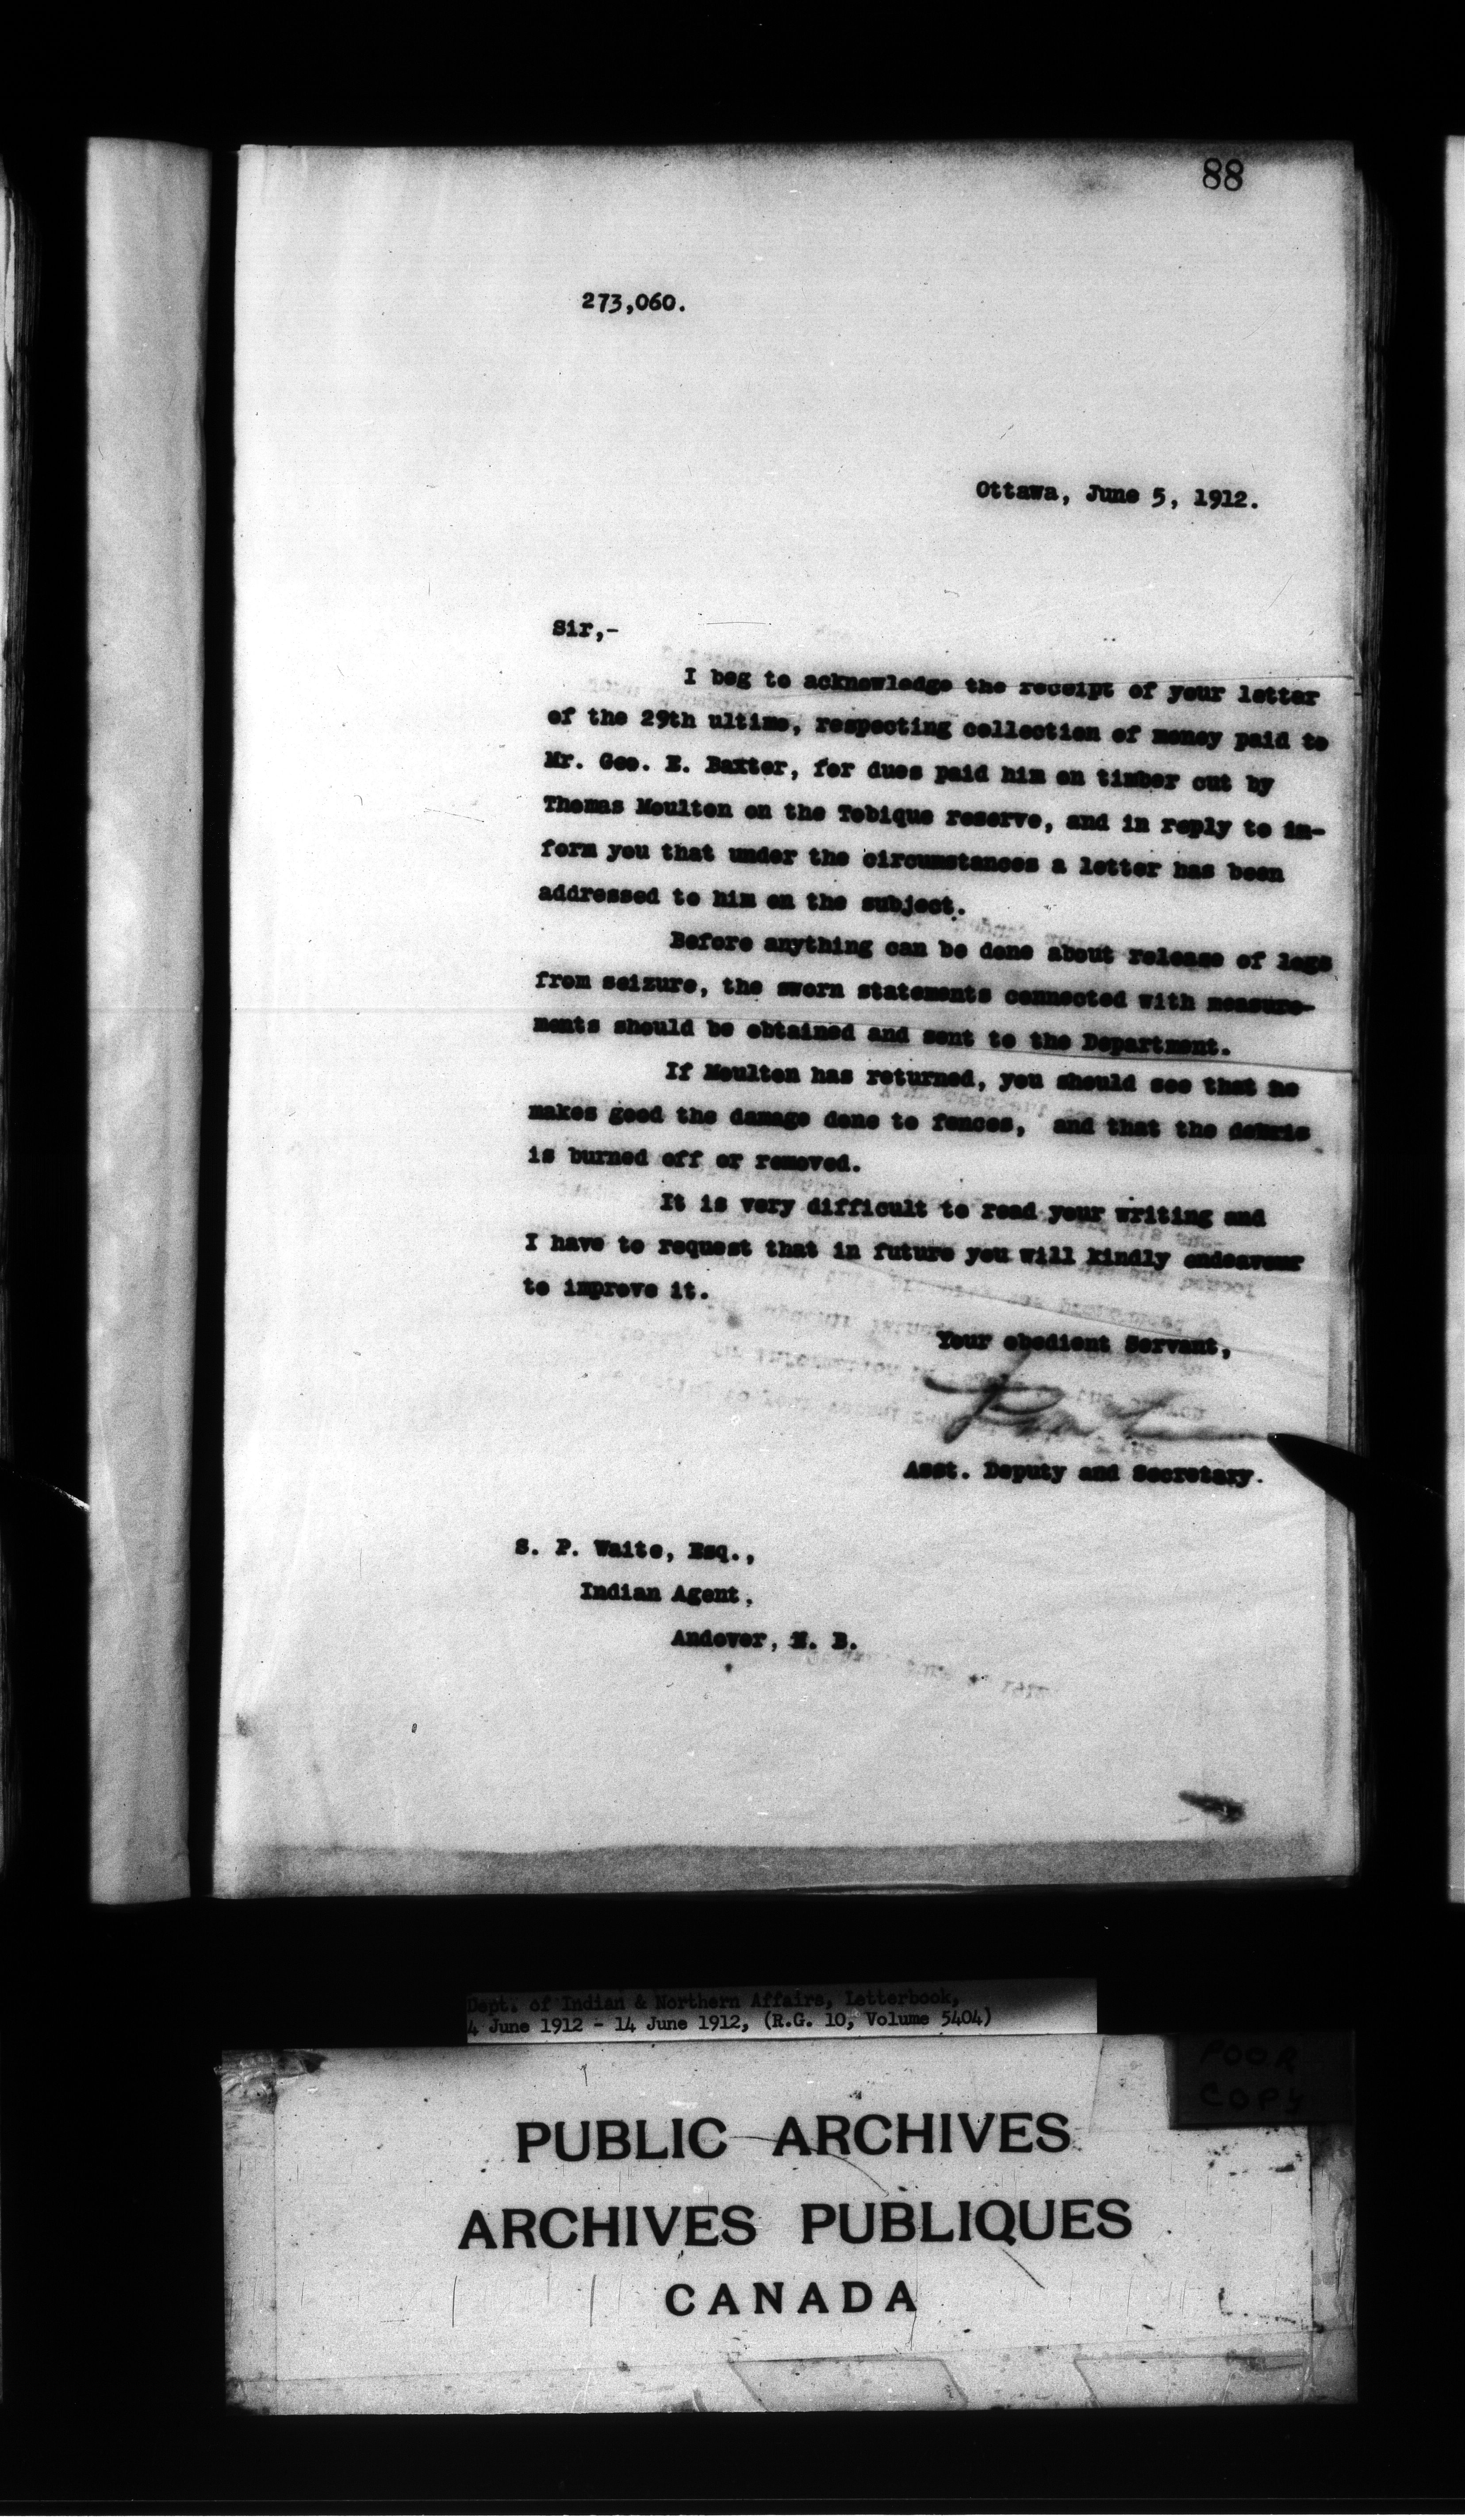 88
273,060.
Ottawa, June 5, 1912.
Sir,-
I beg to acknowledge the receipt of your letter
of the 29th ultimo, respecting collection of money paid to
Mr. Geo. E. Baxter, for dues paid him on timber cut by
Thomas Moulton on the Tobique reserve, and in reply to in-
form you that under the circumstances a letter has been
addressed to him on the subject.
Before anything can be done about release of logs
from seizure, the sworn statements connected with measure-
ments should be obtained and sent to the Department.
If Moulton has returned, you should see that he
makes good the damage done to fences, and that the debris
is burned off or removed.
It is very difficult to read your writing and
I have to request that in future you will kindly endeavour
to improve it.
Your obedient Servant,
Asst. Deputy and Secretary.
S. P. Waite, Esq.,
Indian Agent,
Andover, N. B.
Dept. of Indian & Northern Affairs, Letterbook,
4 June 1912 - 14 June 1912, (R.G. 10, Volume 5404)
POOR
COPY
PUBLIC ARCHIVES
ARCHIVES PUBLIQUES
CANADA